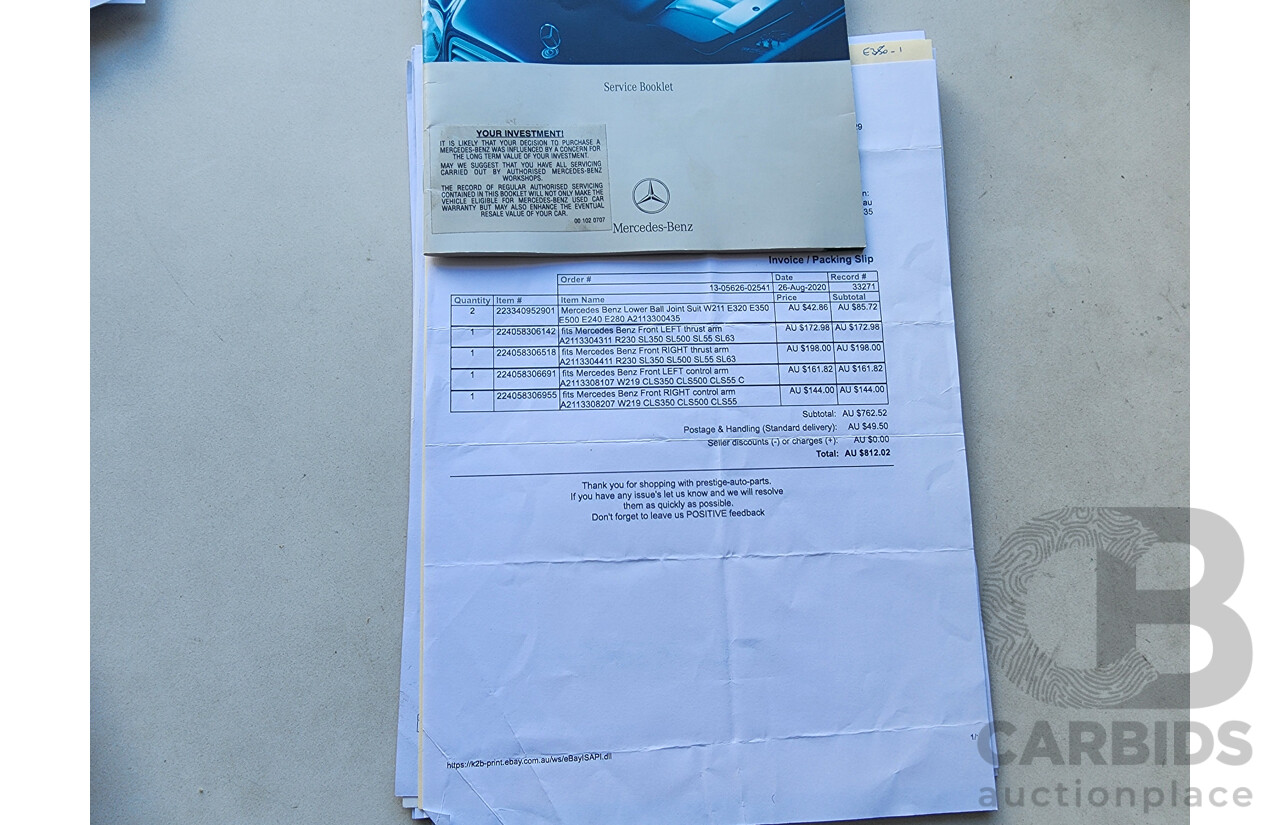 E350-1
Service Booklet
YOUR INVESTMENT!
IT IS LIKELY THAT YOUR DECISION TO PURCHASE A
MERCEDES-BENZ WAS INFLUENCED BY A CONCERN FOR
THE LONG TERM VALUE OF YOUR INVESTMENT.
MAY WE SUGGEST THAT YOU HAVE ALL SERVICING
CARRIED OUT BY AUTHORISED MERCEDES-BENZ
WORKSHOPS.
THE RECORD OF REGULAR AUTHORISED SERVICING
CONTAINED IN THIS BOOKLET WILL NOT ONLY MAKE THE
VEHICLE ELIGIBLE FOR MERCEDES-BENZ USED CAR
WARRANTY BUT MAY ALSO ENHANCE THE EVENTUAL
RESALE VALUE OF YOUR CAR.
00 102 0707
Mercedes-Benz
29
n:
au
35
Invoice / Packing Slip
Order # Date Record #
13-05626-02541 26-Aug-2020 33271
Quantity Item # Item Name Price Subtotal
2 223340952901 Mercedes Benz Lower Ball Joint Suit W211 E320 E350 AU $42.86 AU $85.72
E500 E240 E280 A2113300435
1 224058306142 fits Mercedes Benz Front LEFT thrust arm AU $172.98 AU $172.98
A2113304311 R230 SL350 SL500 SL55 SL63
1 224058306518 fits Mercedes Benz Front RIGHT thrust arm AU $198.00 AU $198.00
A2113304411 R230 SL350 SL500 SL55 SL63
1 224058306691 fits Mercedes Benz Front LEFT control arm AU $161.82 AU $161.82
A2113308107 W219 CLS350 CLS500 CLS55 C
1 224058306955 fits Mercedes Benz Front RIGHT control arm AU $144.00 AU $144.00
A2113308207 W219 CLS350 CLS500 CLS55
Subtotal: AU $762.52
Postage & Handling (Standard delivery): AU $49.50
Seller discounts (-) or charges (+): AU $0.00
Total: AU $812.02
Thank you for shopping with prestige-auto-parts.
If you have any issue's let us know and we will resolve
them as quickly as possible.
Don't forget to leave us POSITIVE feedback
https://k2b-print.ebay.com.au/ws/eBayISAPI.dll
1/
CB
CARBIDS
auctionplace